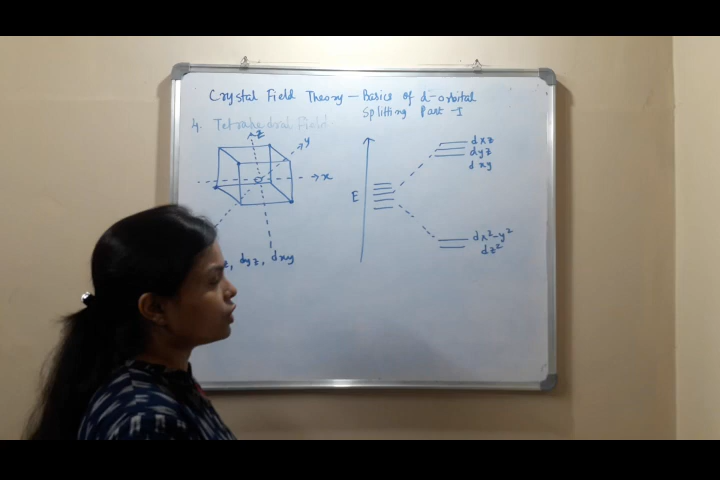 Crystal Field Theory – Basics of d-orbital
Splitting Part - I
4. Tetrahedral Field
z
y
x
E
dxz
dyz
dxy
dx²-y²
dz²
dyz, dxy